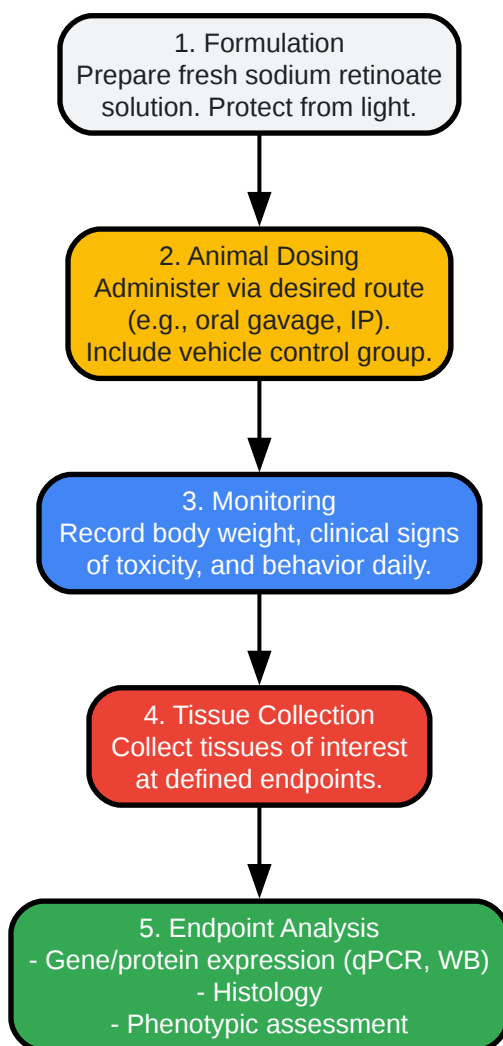 1. Formulation
Prepare fresh sodium retinoate
solution. Protect from light.
2. Animal Dosing
Administer via desired route
(e.g., oral gavage, IP).
Include vehicle control group.
3. Monitoring
Record body weight, clinical signs
of toxicity, and behavior daily.
4. Tissue Collection
Collect tissues of interest
at defined endpoints.
5. Endpoint Analysis
- Gene/protein expression (qPCR, WB)
- Histology
- Phenotypic assessment